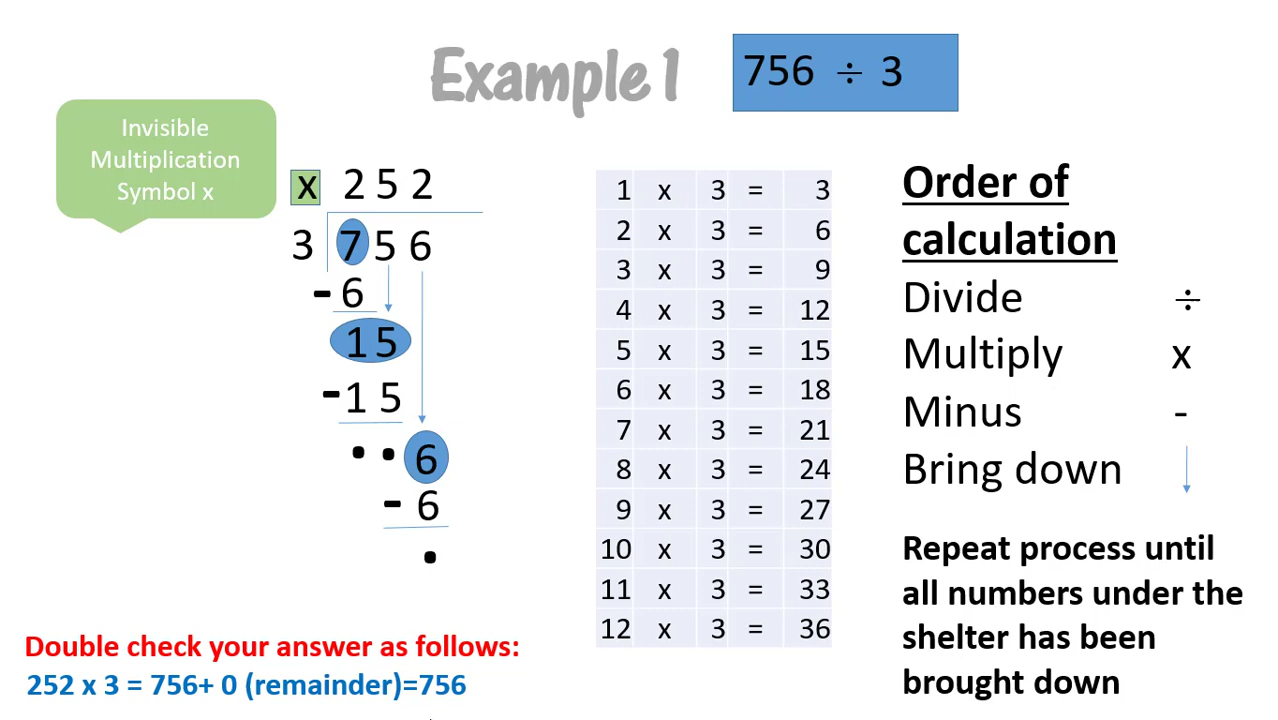 Example 1
756 ÷ 3
Invisible
Multiplication
Symbol x
x 2 5 2
3 7 5 6
- 6
1 5
- 1 5
. . 6
- 6
.
1 x 3 = 3
2 x 3 = 6
3 x 3 = 9
4 x 3 = 12
5 x 3 = 15
6 x 3 = 18
7 x 3 = 21
8 x 3 = 24
9 x 3 = 27
10 x 3 = 30
11 x 3 = 33
12 x 3 = 36
Order of
calculation
Divide ÷
Multiply x
Minus -
Bring down
Repeat process until
all numbers under the
shelter has been
brought down
Double check your answer as follows:
252 x 3 = 756+ 0 (remainder)=756